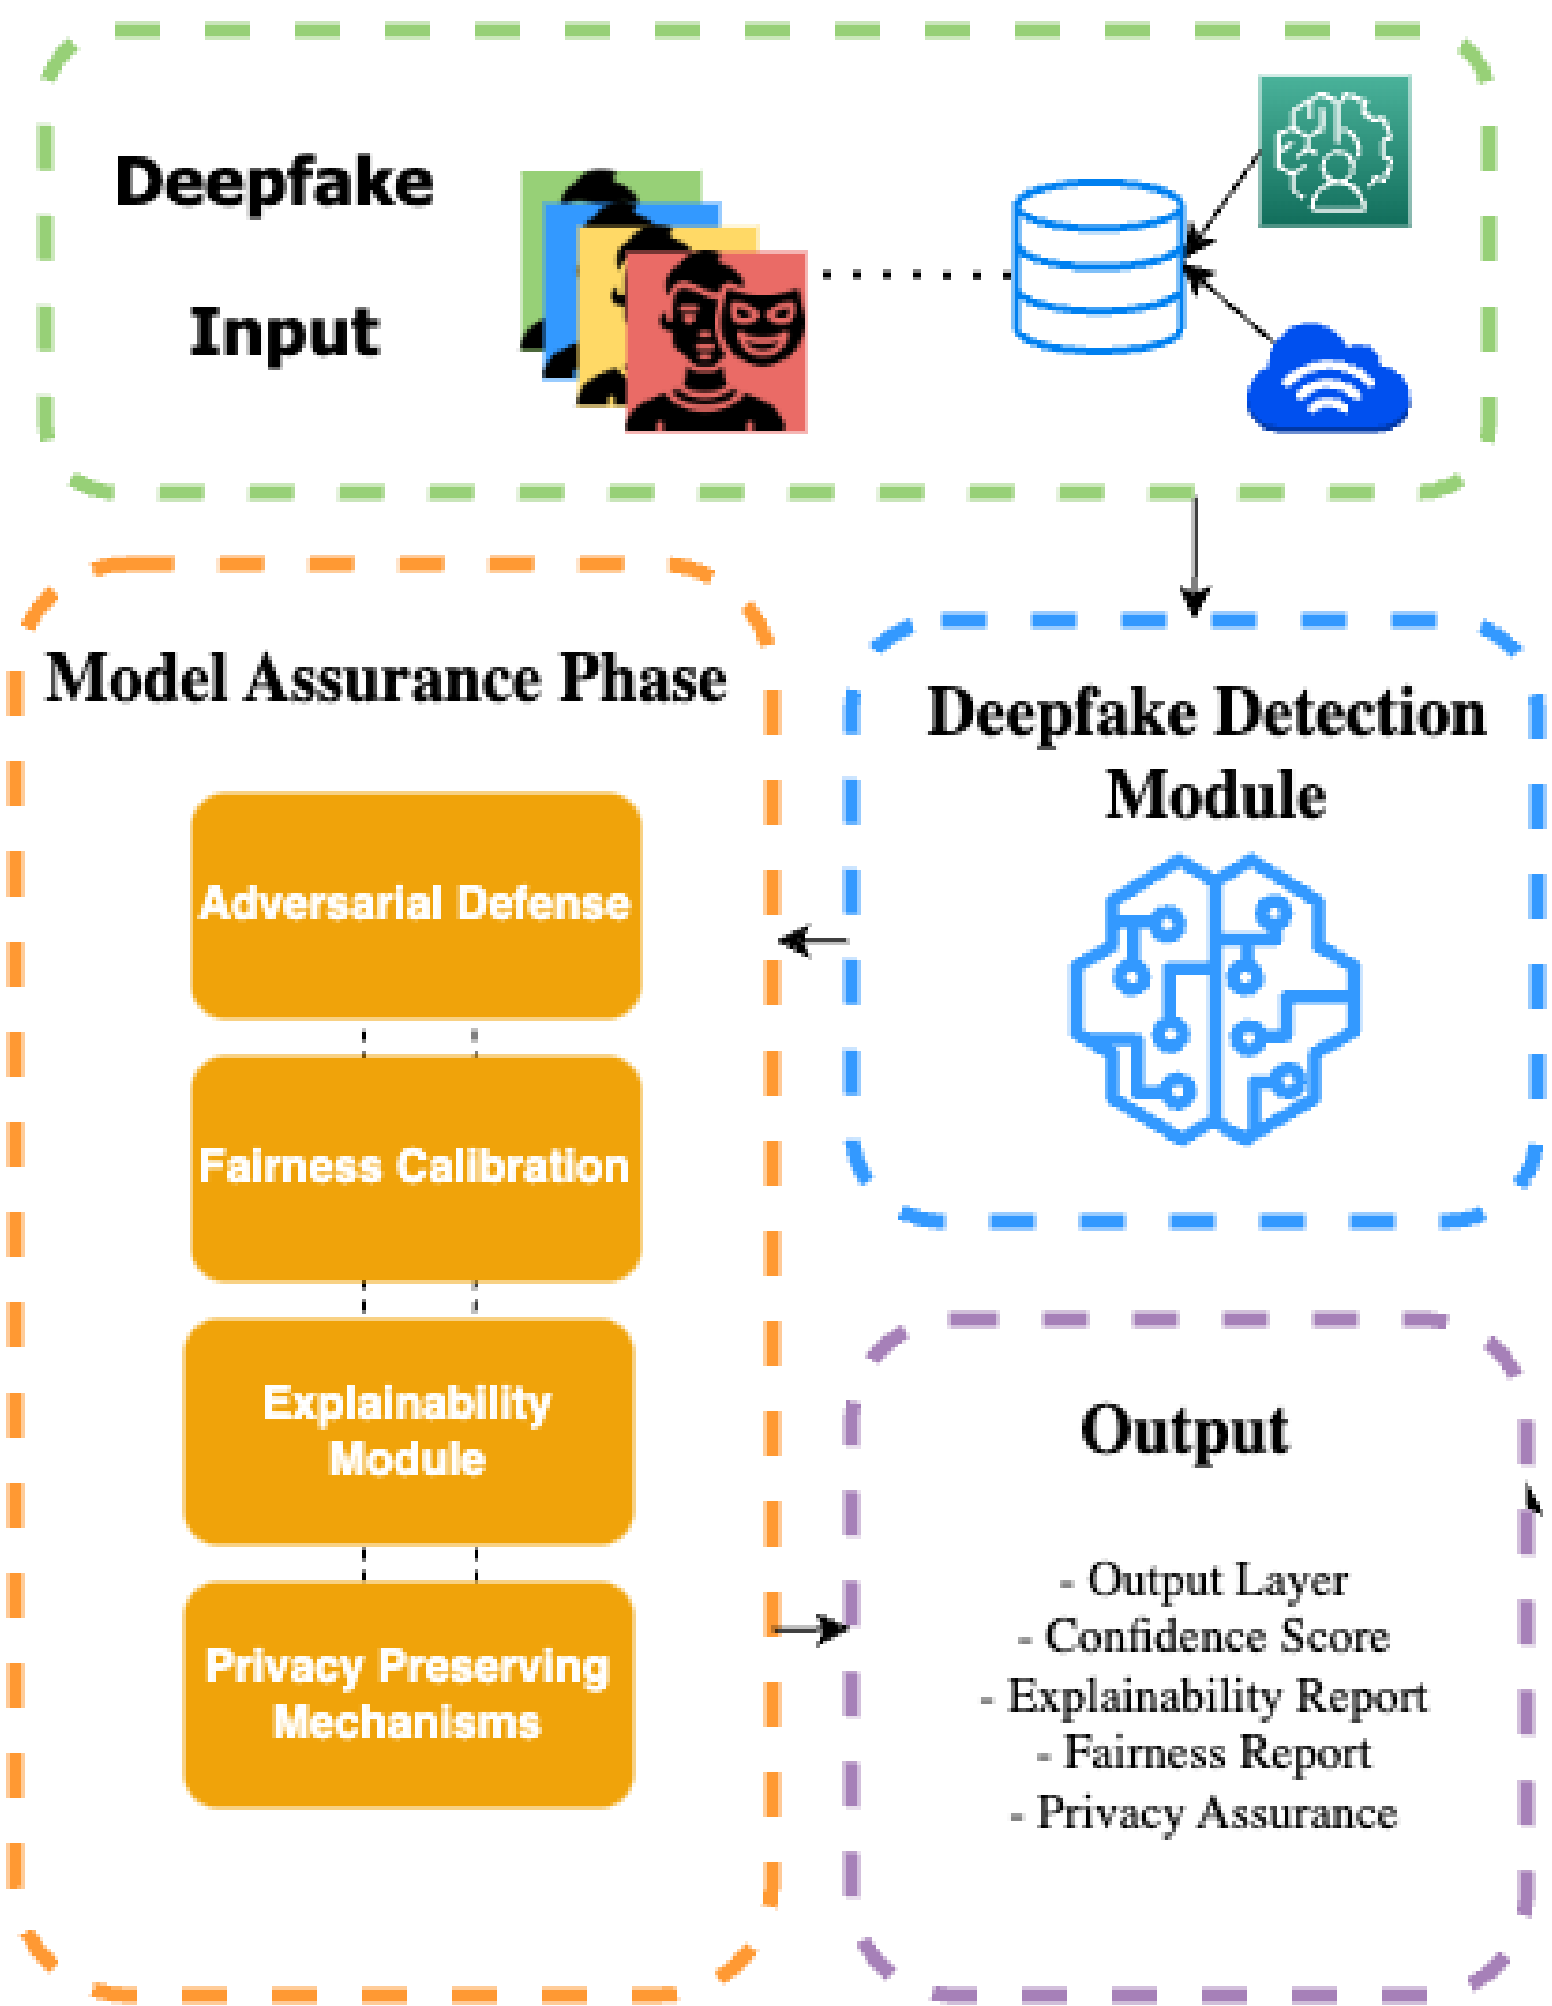 Deepfake
Input
Model Assurance Phase
Adversarial Defense
Fairness Calibration
Explainability
Module
Privacy Preserving
Mechanisms
Deepfake Detection
Module
Output
- Output Layer
- Confidence Score
- Explainability Report
- Fairness Report
- Privacy Assurance